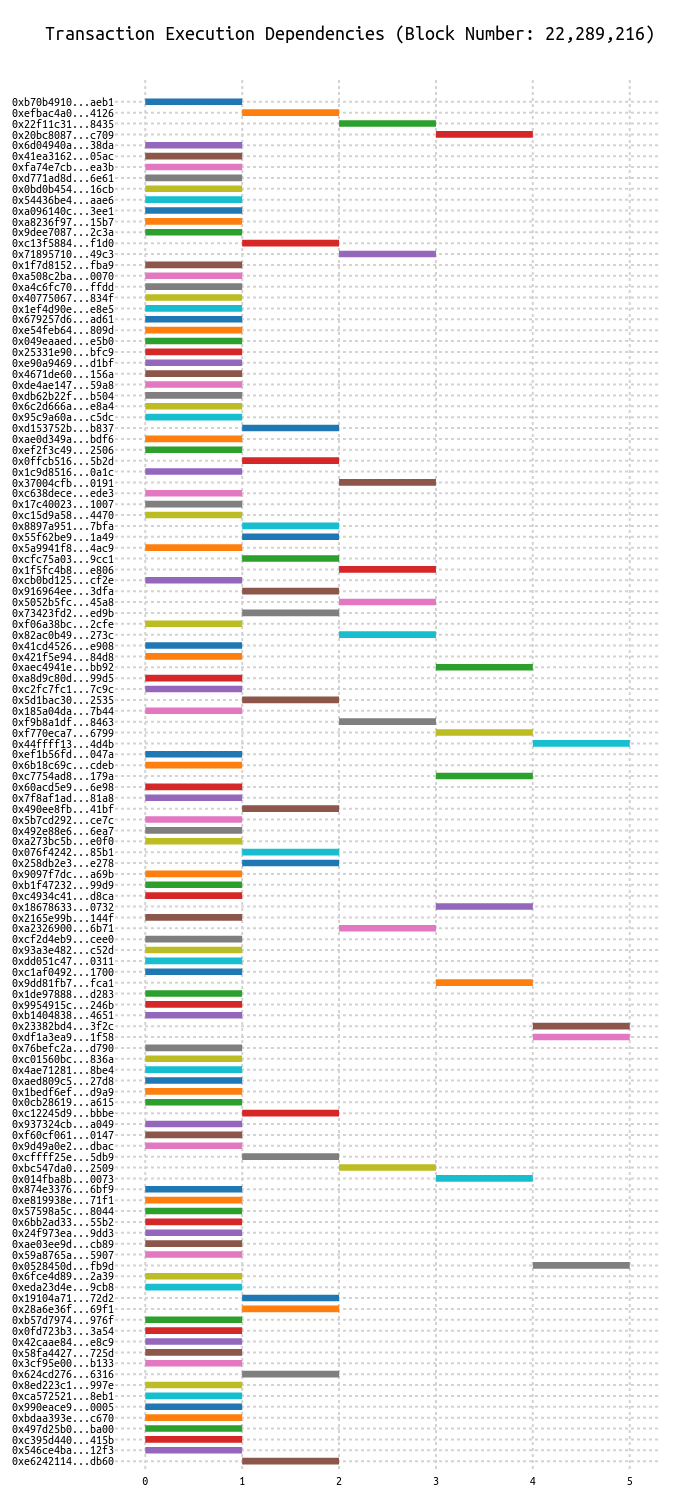 Transaction Execution Dependencies (Block Number: 22,289,216)
0xb70b4910...aeb1
0xefbac4a0...4126
0x22f11c31...8435
0x20bc8087...c709
0x6d04940a...38da
0x41ea3162...05ac
0xfa74e7cb...ea3b
0xd771ad8d...6e61
0x0bd0b454...16cb
0x54436be4...aae6
0xa096140c...3ee1
0xa8236f97...15b7
0x9dee7087...2c3a
0xc13f5884...f1d0
0x71895710...49c3
0x1f7d8152...fba9
0xa508c2ba...0070
0xa4c6fc70...ffdd
0x40775067...834f
0x1ef4d90e...e8e5
0x679257d6...ad61
0xe54feb64...809d
0x049eaaed...e5b0
0x25331e90...bfc9
0xe90a9469...d1bf
0x4671de60...156a
0xde4ae147...59a8
0xdb62b22f...b504
0x6c2d666a...e8a4
0x95c9a60a...c5dc
0xd153752b...b837
0xae0d349a...bdf6
0xef2f3c49...2506
0x0ffcb516...5b2d
0x1c9d8516...0a1c
0x37004cfb...0191
0xc638dece...ede3
0x17c40023...1007
0xc15d9a58...4470
0x8897a951...7bfa
0x55f62be9...1a49
0x5a9941f8...4ac9
0xcfc75a03...9cc1
0x1f5fc4b8...e806
0xcb0bd125...cf2e
0x916964ee...3dfa
0x5052b5fc...45a8
0x73423fd2...ed9b
0xf06a38bc...2cfe
0x82ac0b49...273c
0x41cd4526...e908
0x421f5e94...84d8
0xaec4941e...bb92
0xa8d9c80d...99d5
0xc2fc7fc1...7c9c
0x5d1bac30...2535
0x185a04da...7b44
0xf9b8a1df...8463
0xf770eca7...6799
0x44ffff13...4d4b
0xef1b56fd...047a
0x6b18c69c...cdeb
0xc7754ad8...179a
0x60acd5e9...6e98
0x7f8af1ad...81a8
0x490ee8fb...41bf
0x5b7cd292...ce7c
0x492e88e6...6ea7
0xa273bc5b...e0f0
0x076f4242...85b1
0x258db2e3...e278
0x9097f7dc...a69b
0xb1f47232...99d9
0xc4934c41...d8ca
0x18678633...0732
0x2165e99b...144f
0xa2326900...6b71
0xcf2d4eb9...cee0
0x93a3e482...c52d
0xdd051c47...0311
0xc1af0492...1700
0x9dd81fb7...fca1
0x1de97888...d283
0x9954915c...246b
0xb1404838...4651
0x23382bd4...3f2c
0xdf1a3ea9...1f58
0x76befc2a...d790
0xc01560bc...836a
0x4ae71281...8be4
0xaed809c5...27d8
0x1bedf6ef...d9a9
0x0cb28619...a615
0xc12245d9...bbbe
0x937324cb...a049
0xf60cf061...0147
0x9d49a0e2...dbac
0xcffff25e...5db9
0xbc547da0...2509
0x014fba8b...0073
0x874e3376...6bf9
0xe819938e...71f1
0x57598a5c...8044
0x6bb2ad33...55b2
0x24f973ea...9dd3
0xae03ee9d...cb89
0x59a8765a...5907
0x0528450d...fb9d
0x6fce4d89...2a39
0xeda23d4e...9cb8
0x19104a71...72d2
0x28a6e36f...69f1
0xb57d7974...976f
0x0fd723b3...3a54
0x42caae84...e8c9
0x58fa4427...725d
0x3cf95e00...b133
0x624cd276...6316
0x8ed223c1...997e
0xca572521...8eb1
0x990eace9...0005
0xbdaa393e...c670
0x497d25b0...ba00
0xc395d440...415b
0x546ce4ba...12f3
0xe6242114...db60
0 1 2 3 4 5